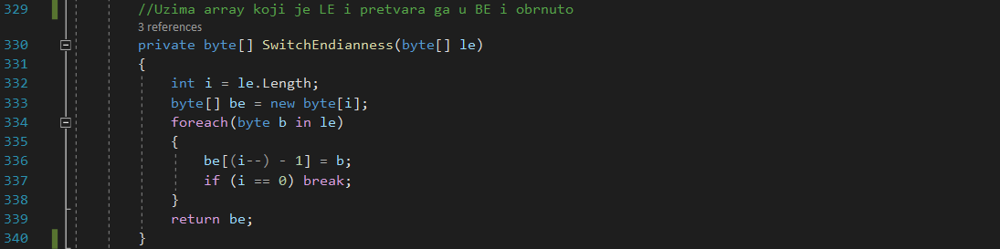 329 //Uzima array koji je LE i pretvara ga u BE i obrnuto
3 references
330 private byte[] SwitchEndianness(byte[] le)
331 {
332 int i = le.Length;
333 byte[] be = new byte[i];
334 foreach(byte b in le)
335 {
336 be[(i--) - 1] = b;
337 if (i == 0) break;
338 }
339 return be;
340 }